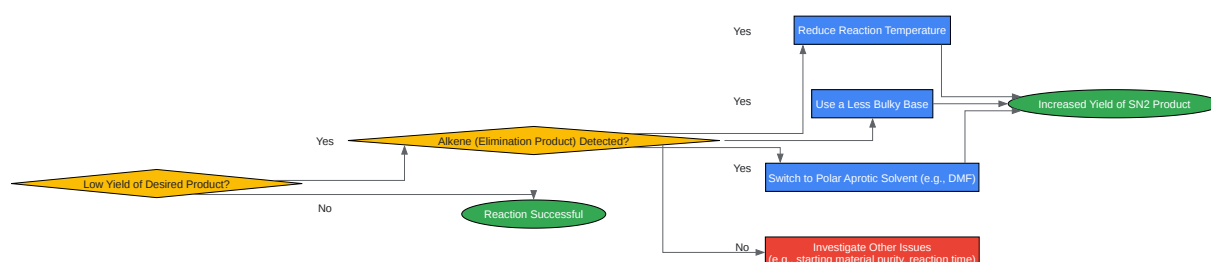 Yes
Reduce Reaction Temperature
Yes
Use a Less Bulky Base
Increased Yield of SN2 Product
Yes
Alkene (Elimination Product) Detected?
Yes
Switch to Polar Aprotic Solvent (e.g., DMF)
Low Yield of Desired Product?
No
Reaction Successful
No
Investigate Other Issues
(e.g., starting material purity, reaction time)